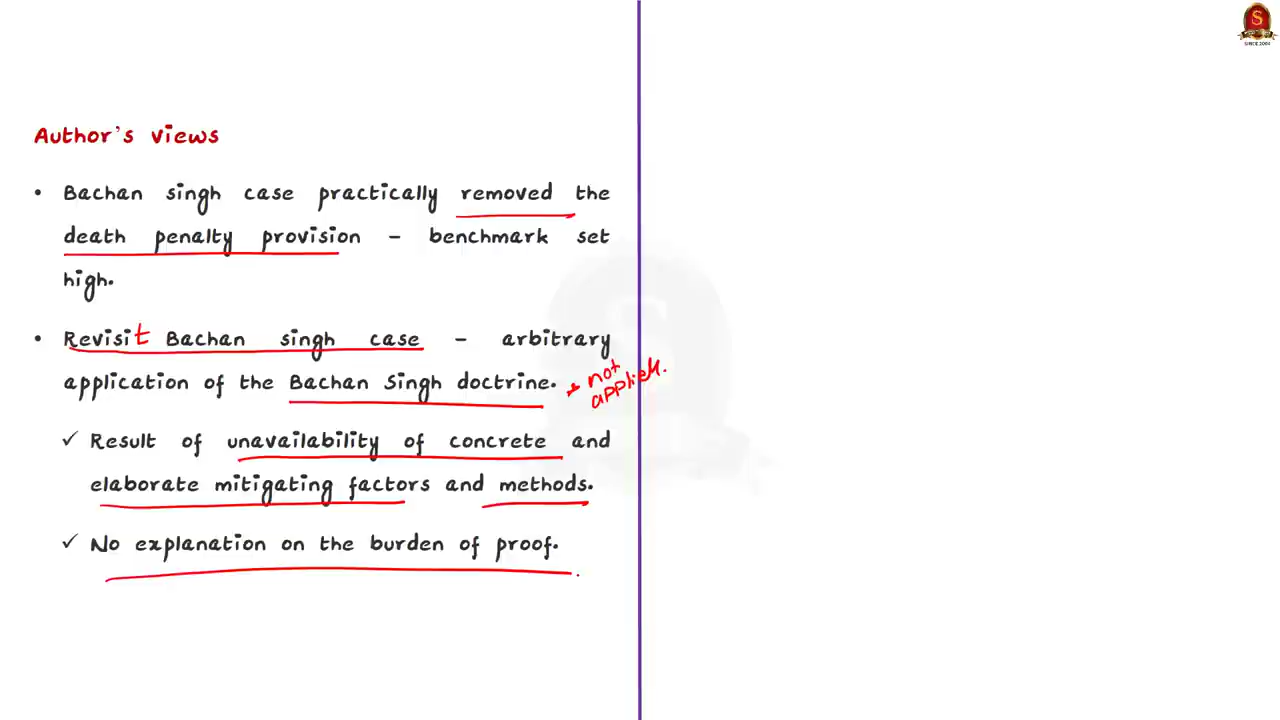 S
SINCE 2004
Author's views
• Bachan singh case practically removed the
death penalty provision – benchmark set
high.
• Revisit Bachan singh case – arbitrary
application of the Bachan Singh doctrine.
→ not
applied.
✓ Result of unavailability of concrete and
elaborate mitigating factors and methods.
✓ No explanation on the burden of proof.